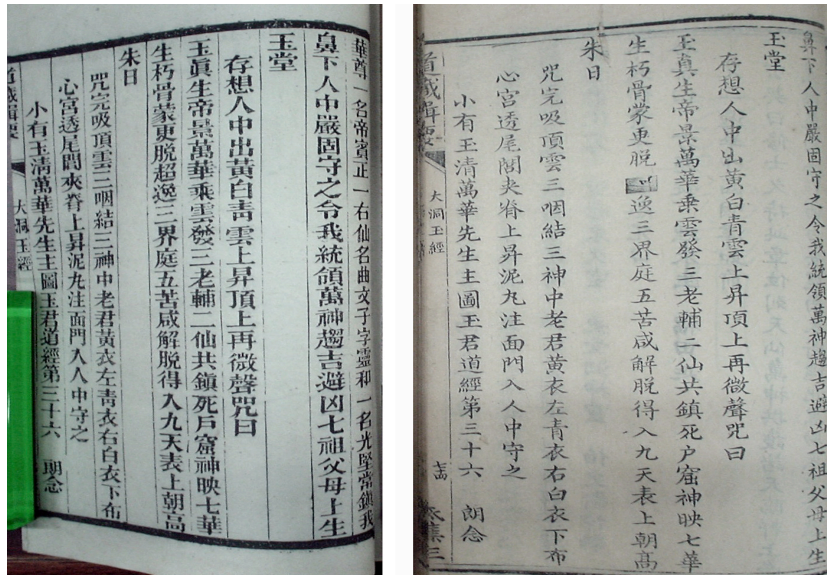 華尊一名帝賓正一右仙名曲文子字靈和一名光堅常鎭我
鼻下人中嚴固守之令我統領萬神趨吉避凶七祖父母上生
玉堂
存想人中出黃白靑雲上昇頂上再微聲咒曰
玉眞生帝景萬華乘雲發三老輔二仙共鎭死戶窟神映七華
生朽骨蒙更脫超逸三界庭五苦咸解脫得入九天表上朝高
朱日
咒完吸頂雲三咽結三神中老君黃衣左靑衣右白衣下布
心宮透尾閭夾脊上昇泥丸注面門入人中守之
小有玉淸萬華先生主圖玉君道經第三十六 朗念
道藏輯要
大洞玉經
鼻下人中嚴固守之令我統領萬神趨吉避凶七祖父母上生
玉堂
存想人中出黃白青雲上昇頂上再微聲咒曰
玉真生帝景萬華乘雲發三老輔二仙共鎮死戶窟神映七華
生朽骨蒙更脫逸三界庭五苦咸解脫得入九天表上朝高
朱日
咒完吸頂雲三咽結三神中老君黃衣左青衣右白衣下布
心宮透尾閭夾脊上昇泥丸注面門入人中守之
小有玉清萬華先生主圖玉君道經第三十六 朗念
道藏輯要
大洞玉經
集三